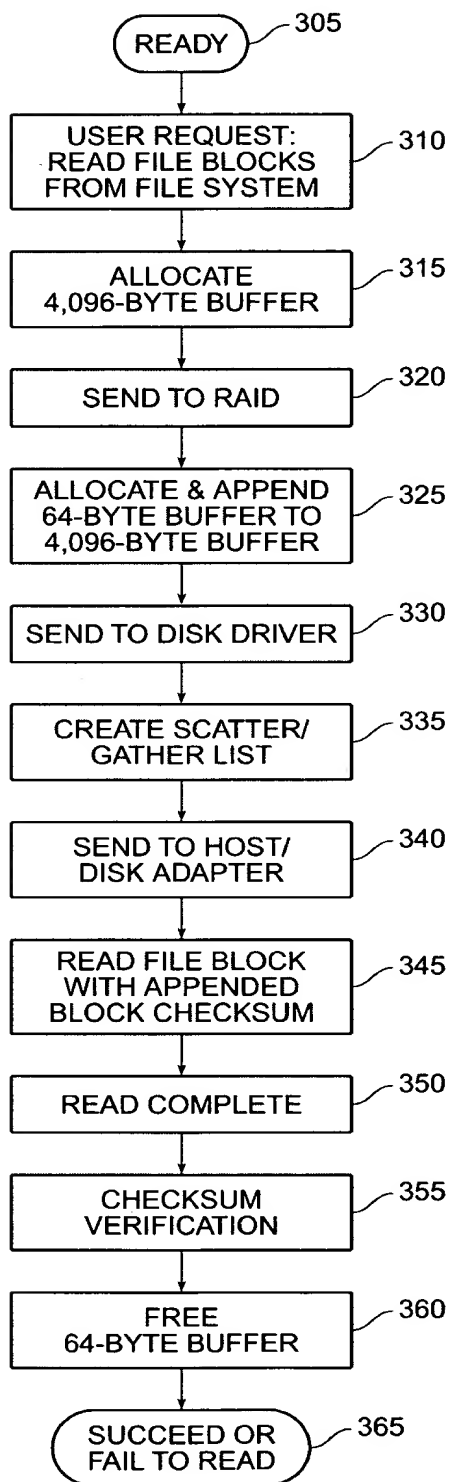 READY
305
USER REQUEST:
READ FILE BLOCKS
FROM FILE SYSTEM
310
ALLOCATE
4,096-BYTE BUFFER
315
SEND TO RAID
320
ALLOCATE & APPEND
64-BYTE BUFFER TO
4,096-BYTE BUFFER
325
SEND TO DISK DRIVER
330
CREATE SCATTER/
GATHER LIST
335
SEND TO HOST/
DISK ADAPTER
340
READ FILE BLOCK
WITH APPENDED
BLOCK CHECKSUM
345
READ COMPLETE
350
CHECKSUM
VERIFICATION
355
FREE
64-BYTE BUFFER
360
SUCCEED OR
FAIL TO READ
365